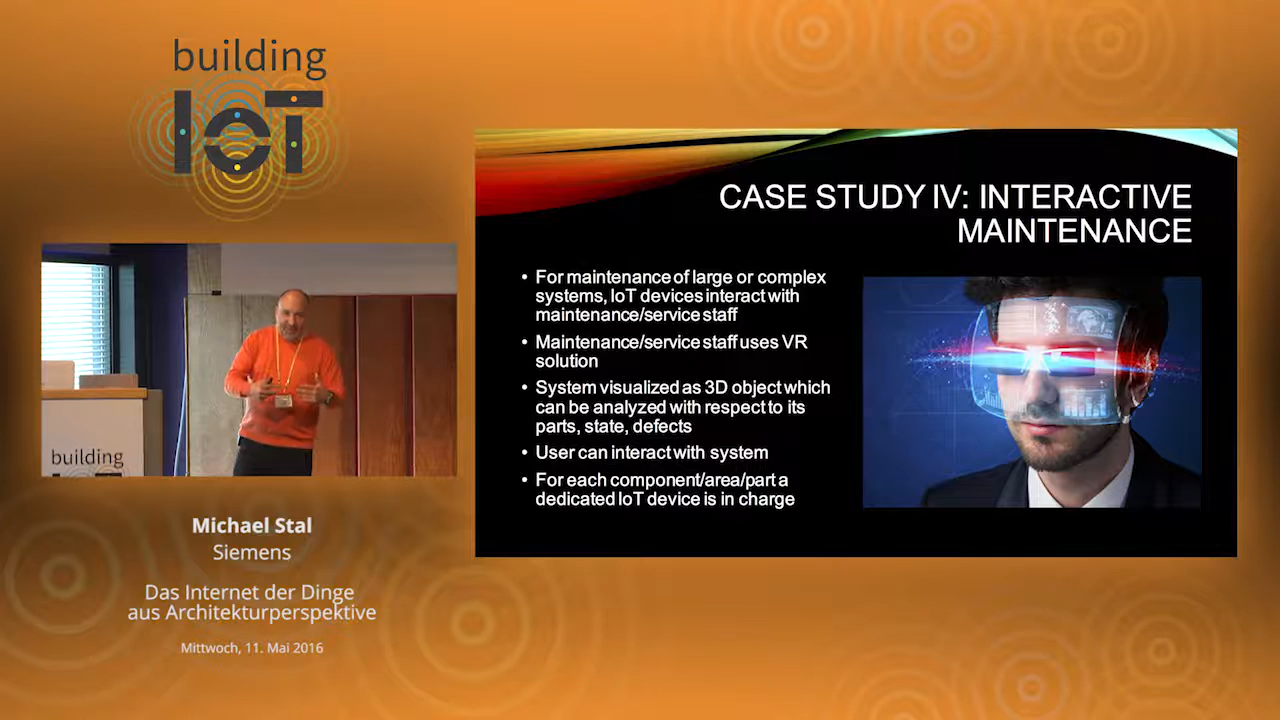 building
IoT
building
Michael Stal
Siemens
Das Internet der Dinge
aus Architekturperspektive
Mittwoch, 11. Mai 2016
CASE STUDY IV: INTERACTIVE
MAINTENANCE
• For maintenance of large or complex
systems, IoT devices interact with
maintenance/service staff
• Maintenance/service staff uses VR
solution
• System visualized as 3D object which
can be analyzed with respect to its
parts, state, defects
• User can interact with system
• For each component/area/part a
dedicated IoT device is in charge